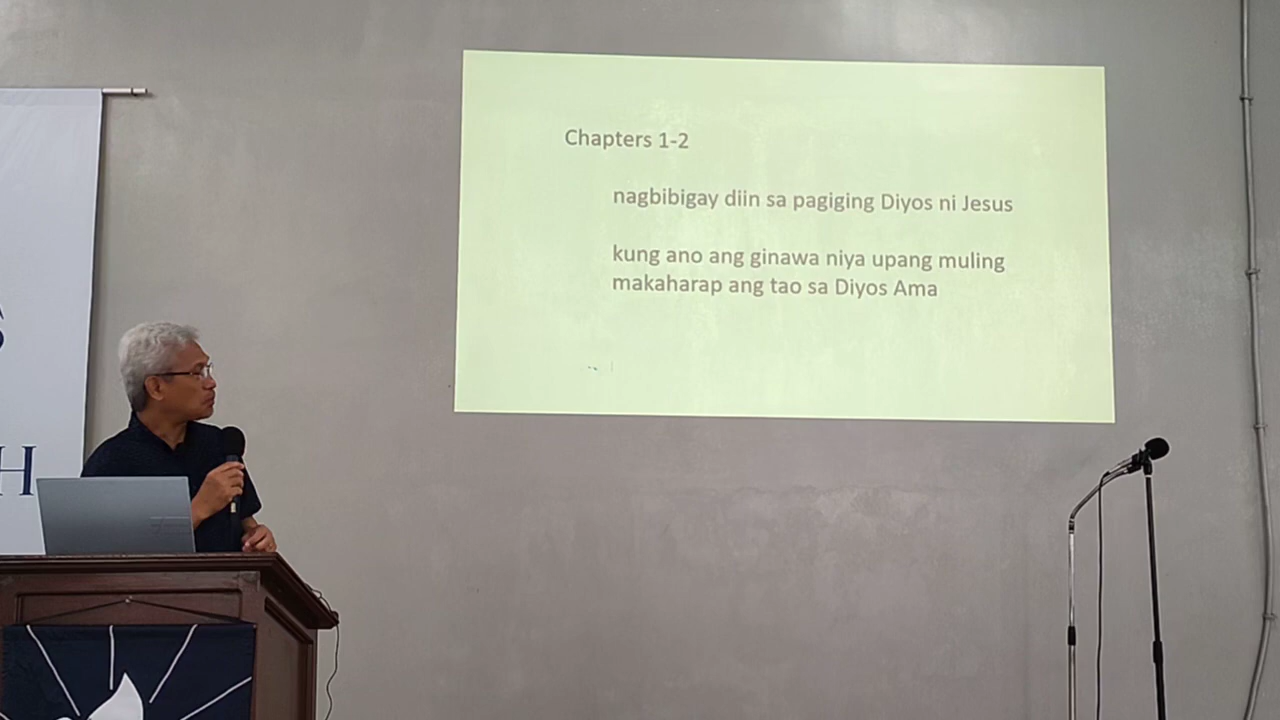 Chapters 1-2
nagbibigay diin sa pagiging Diyos ni Jesus
kung ano ang ginawa niya upang muling
makaharap ang tao sa Diyos Ama
H